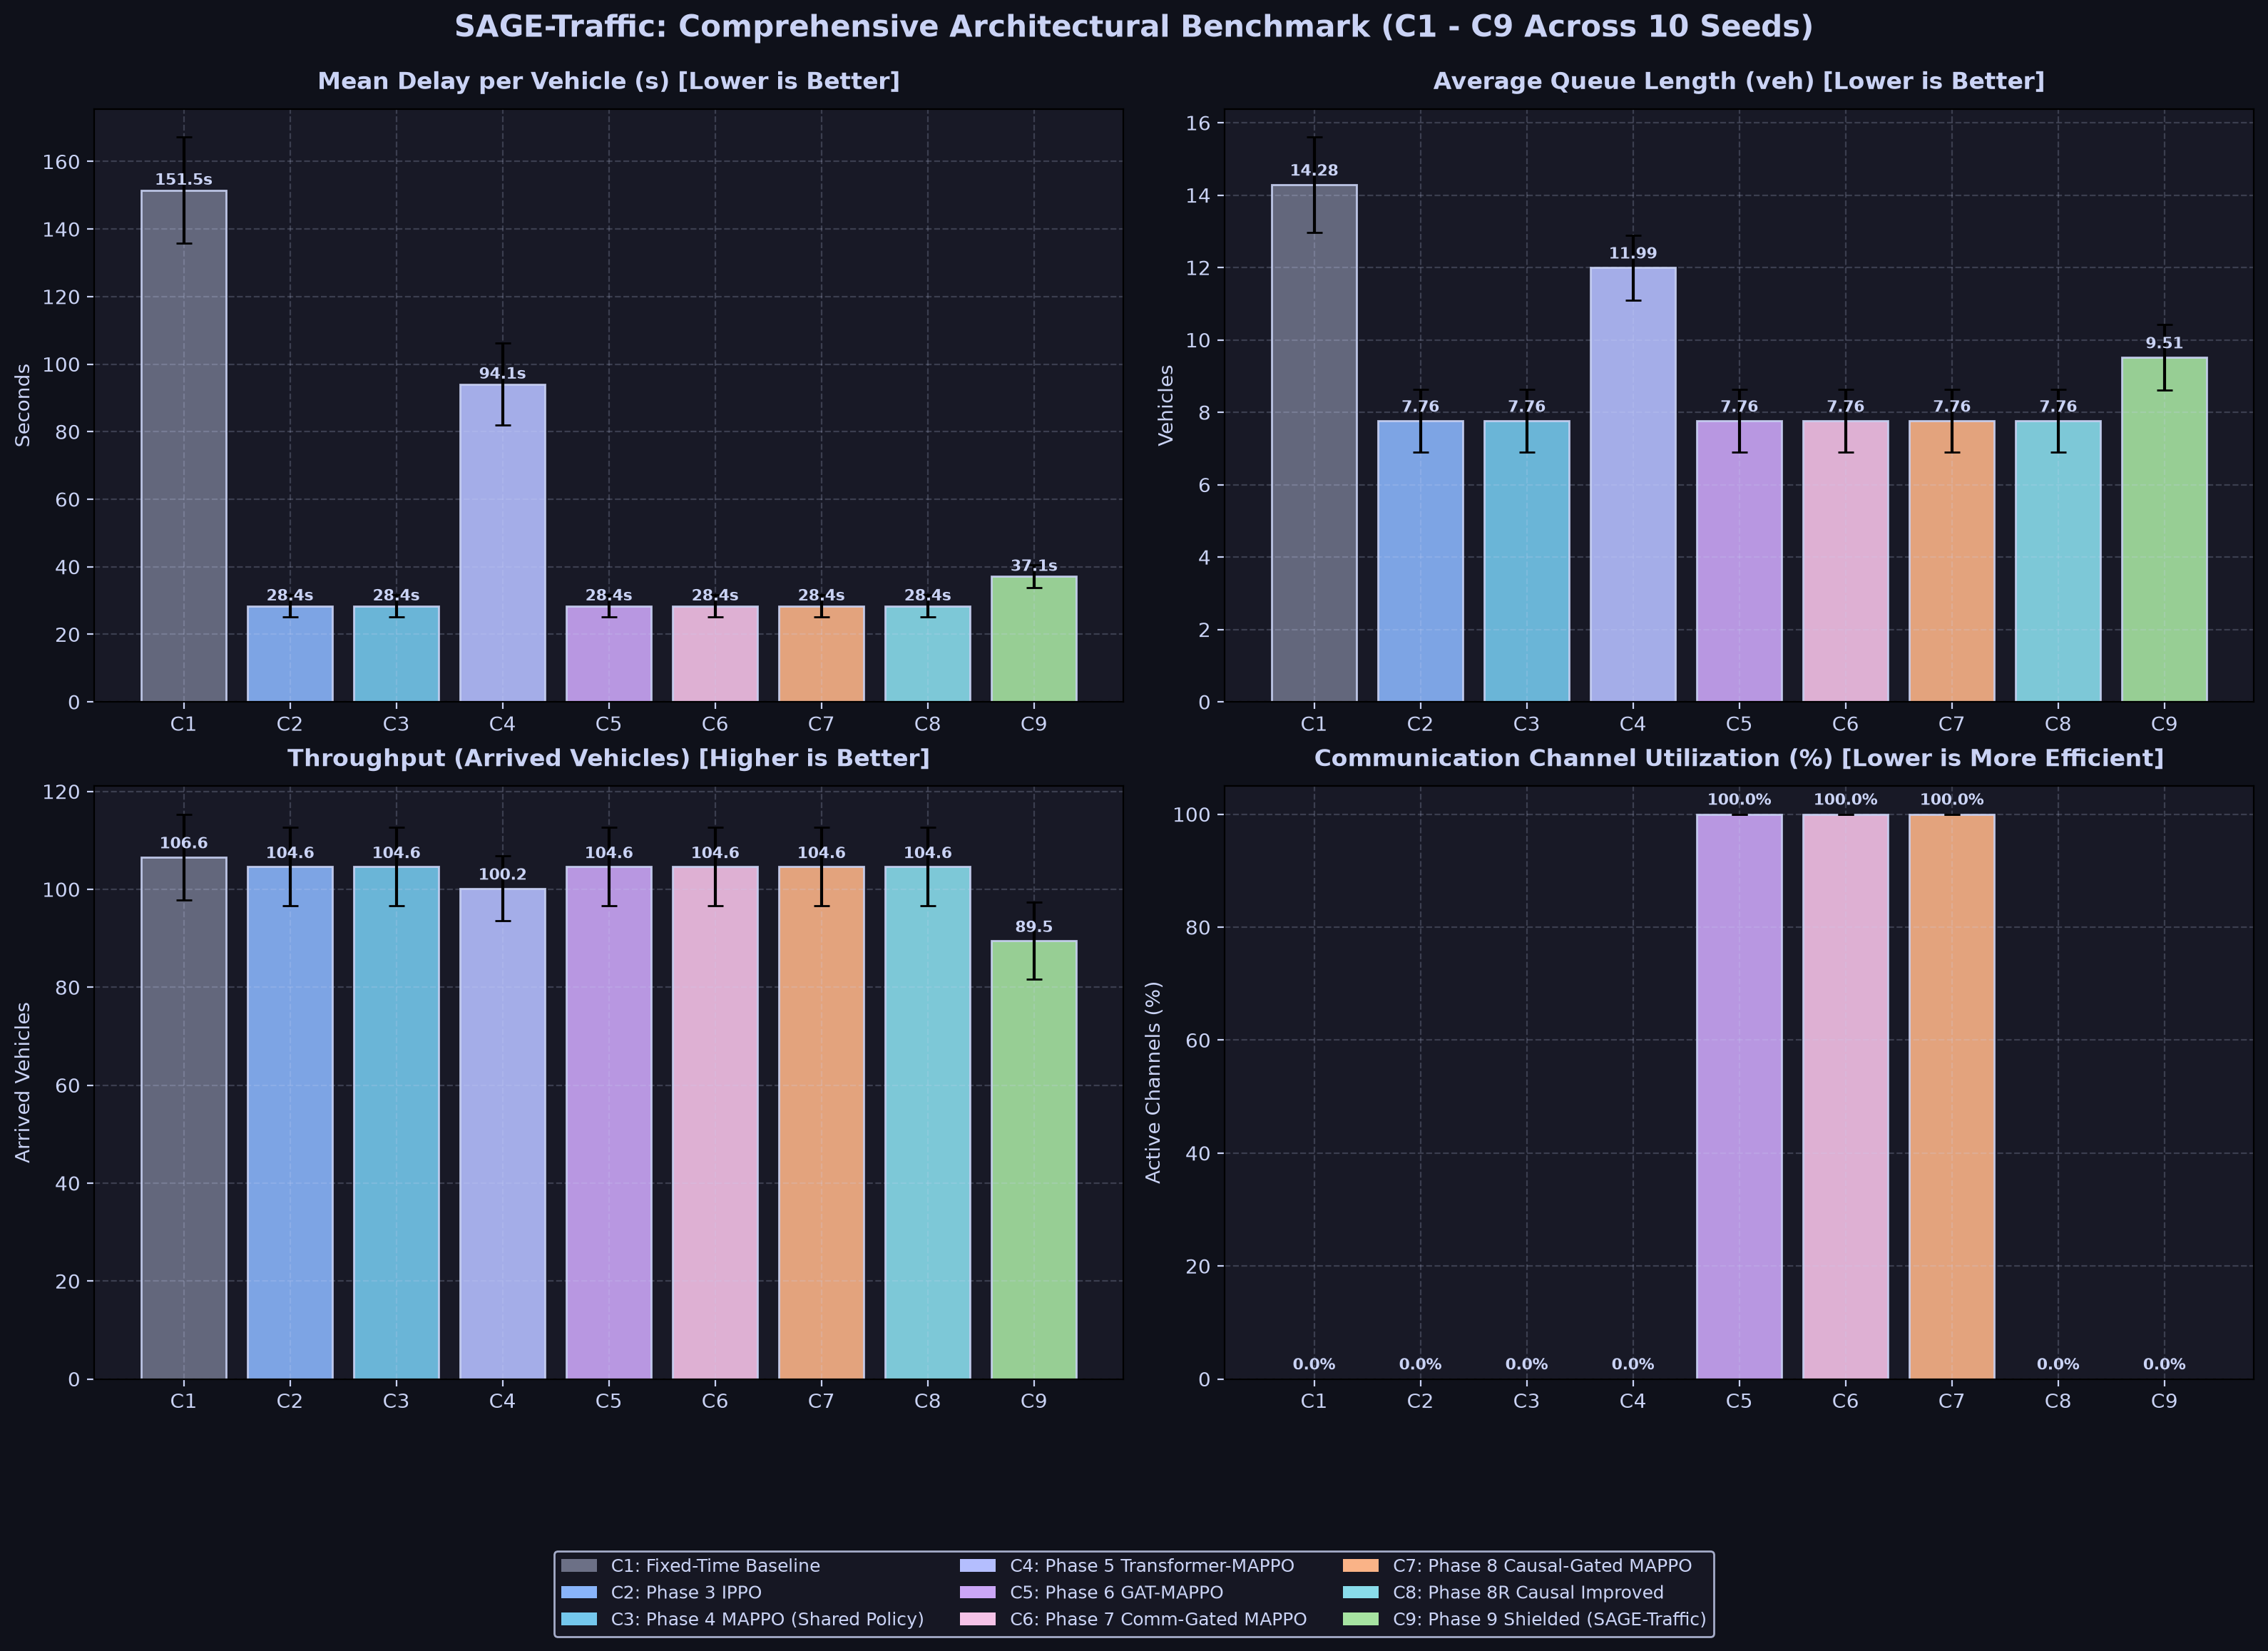 SAGE-Traffic: Comprehensive Architectural Benchmark (C1 - C9 Across 10 Seeds)
Mean Delay per Vehicle (s) [Lower is Better]
Seconds
160
140
120
100
80
60
40
20
0
151.5s
28.4s
28.4s
94.1s
28.4s
28.4s
28.4s
28.4s
37.1s
C1 C2 C3 C4 C5 C6 C7 C8 C9
Average Queue Length (veh) [Lower is Better]
Vehicles
16
14
12
10
8
6
4
2
0
14.28
7.76
7.76
11.99
7.76
7.76
7.76
7.76
9.51
C1 C2 C3 C4 C5 C6 C7 C8 C9
Throughput (Arrived Vehicles) [Higher is Better]
Arrived Vehicles
120
100
80
60
40
20
0
106.6
104.6
104.6
100.2
104.6
104.6
104.6
104.6
89.5
C1 C2 C3 C4 C5 C6 C7 C8 C9
Communication Channel Utilization (%) [Lower is More Efficient]
Active Channels (%)
100
80
60
40
20
0
0.0%
0.0%
0.0%
0.0%
100.0%
100.0%
100.0%
0.0%
0.0%
C1 C2 C3 C4 C5 C6 C7 C8 C9
C1: Fixed-Time Baseline
C2: Phase 3 IPPO
C3: Phase 4 MAPPO (Shared Policy)
C4: Phase 5 Transformer-MAPPO
C5: Phase 6 GAT-MAPPO
C6: Phase 7 Comm-Gated MAPPO
C7: Phase 8 Causal-Gated MAPPO
C8: Phase 8R Causal Improved
C9: Phase 9 Shielded (SAGE-Traffic)